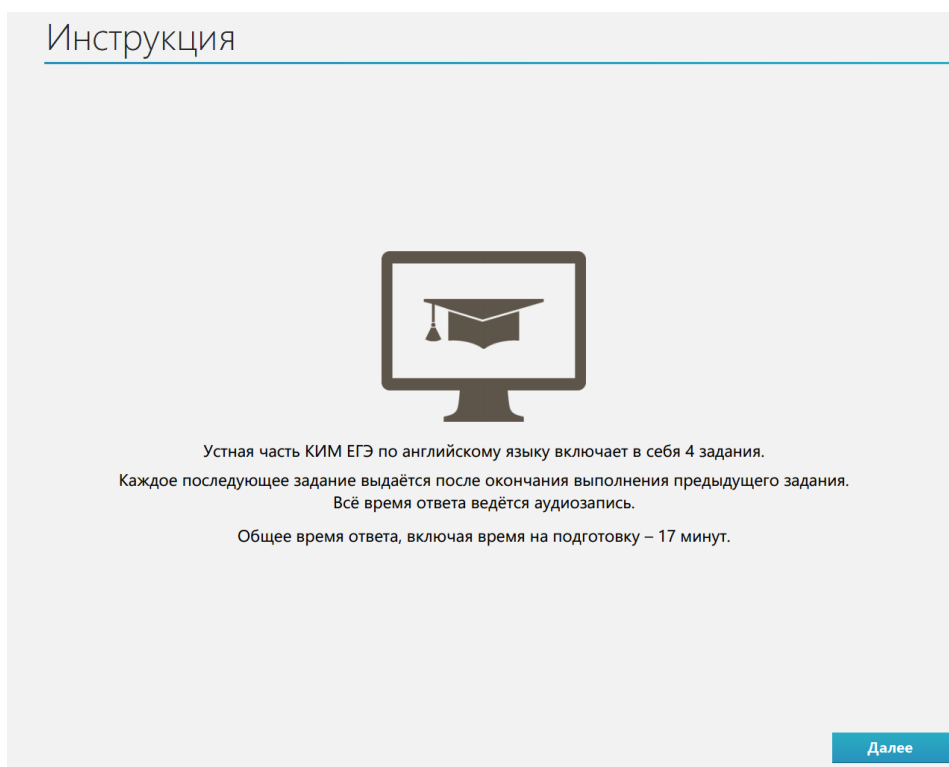 Инструкция
Устная часть КИМ ЕГЭ по английскому языку включает в себя 4 задания.
Каждое последующее задание выдаётся после окончания выполнения предыдущего задания.
Всё время ответа ведётся аудиозапись.
Общее время ответа, включая время на подготовку – 17 минут.
Далее